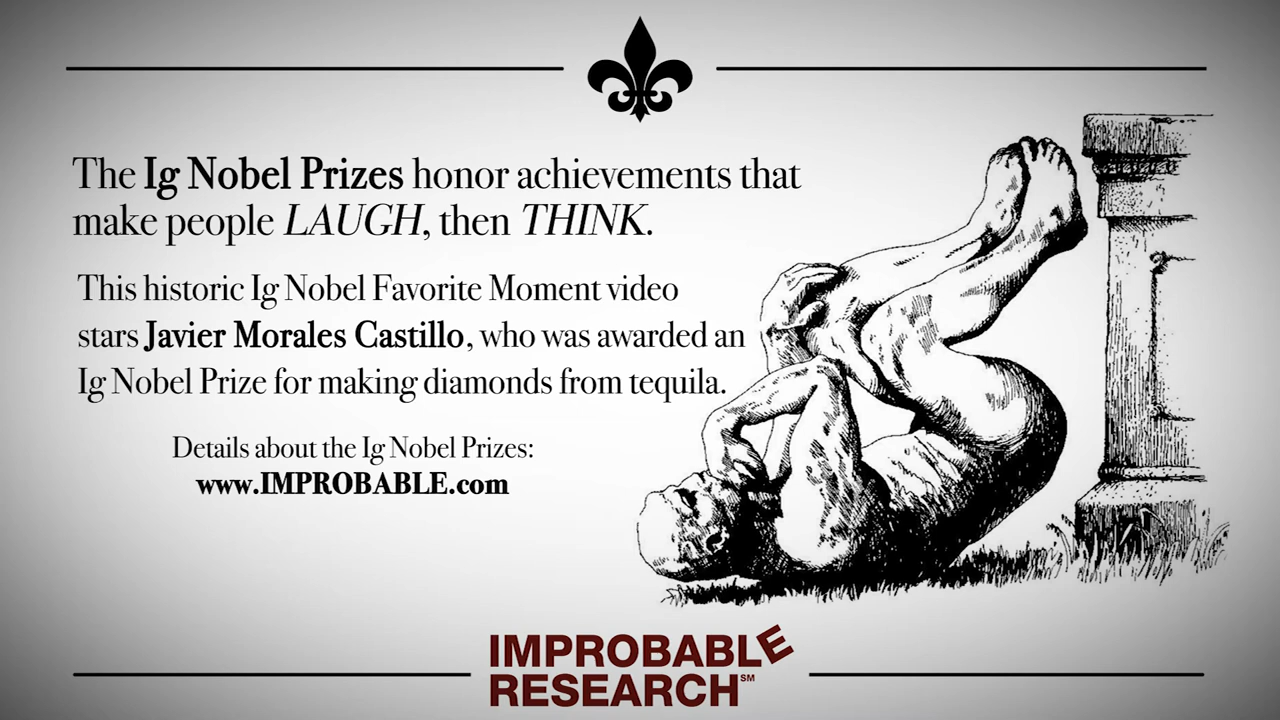 The Ig Nobel Prizes honor achievements that
make people LAUGH, then THINK.
This historic Ig Nobel Favorite Moment video
stars Javier Morales Castillo, who was awarded an
Ig Nobel Prize for making diamonds from tequila.
Details about the Ig Nobel Prizes:
www.IMPROBABLE.com
IMPROBABLE
RESEARCH℠